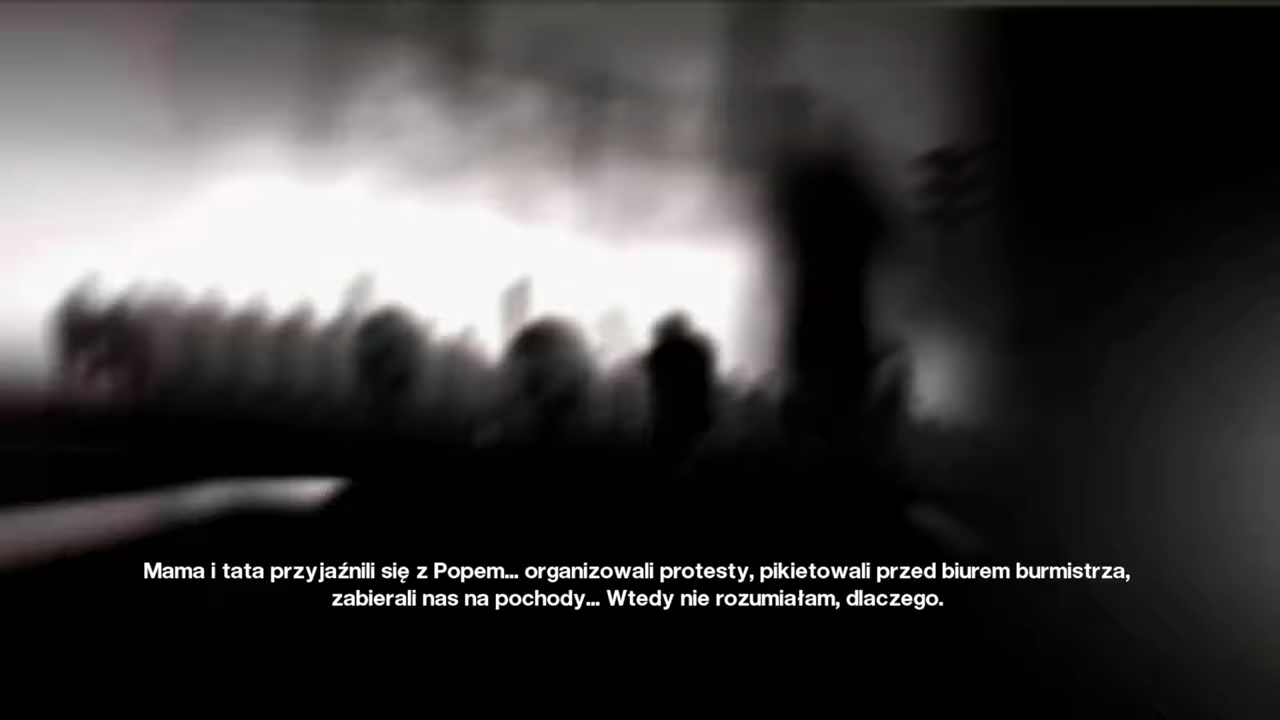 Mama i tata przyjaźnili się z Popem... organizowali protesty, pikietowali przed biurem burmistrza,
zabierali nas na pochody... Wtedy nie rozumiałam, dlaczego.